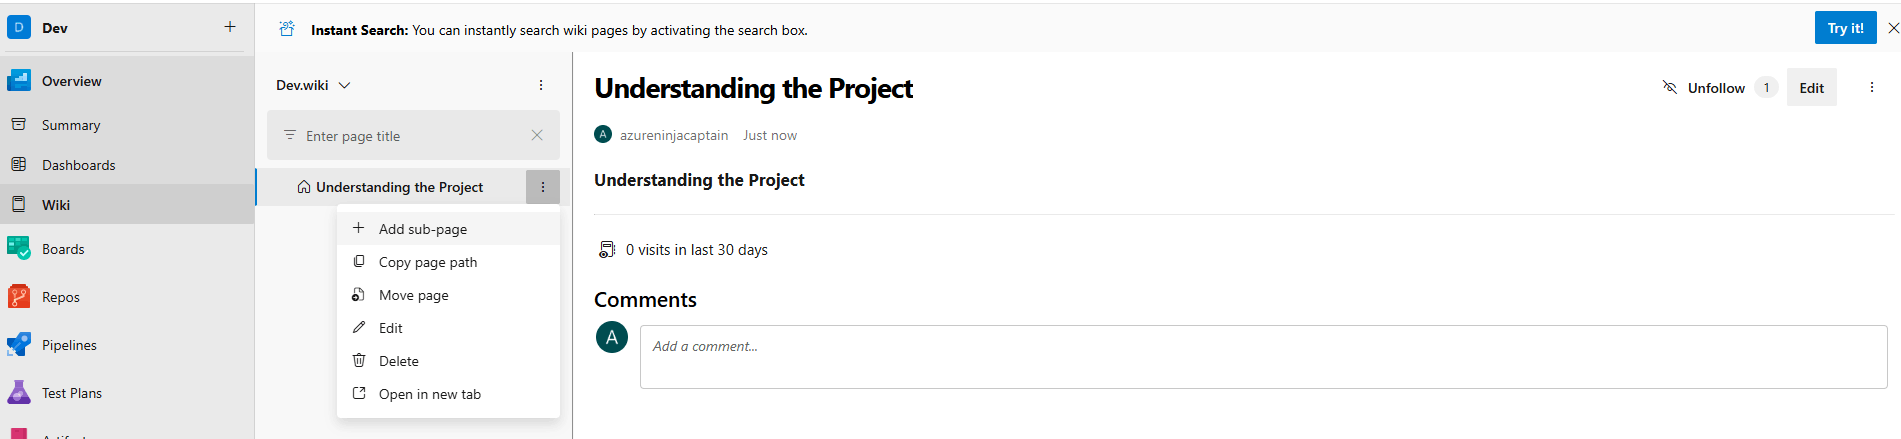 D Dev
Instant Search: You can instantly search wiki pages by activating the search box.
Try it!
Overview
Summary
Dashboards
Wiki
Boards
Repos
Pipelines
Test Plans
Dev.wiki
Enter page title
Understanding the Project
Add sub-page
Copy page path
Move page
Edit
Delete
Open in new tab
Understanding the Project
Unfollow 1 Edit
A azureninjacaptain Just now
Understanding the Project
0 visits in last 30 days
Comments
A Add a comment...